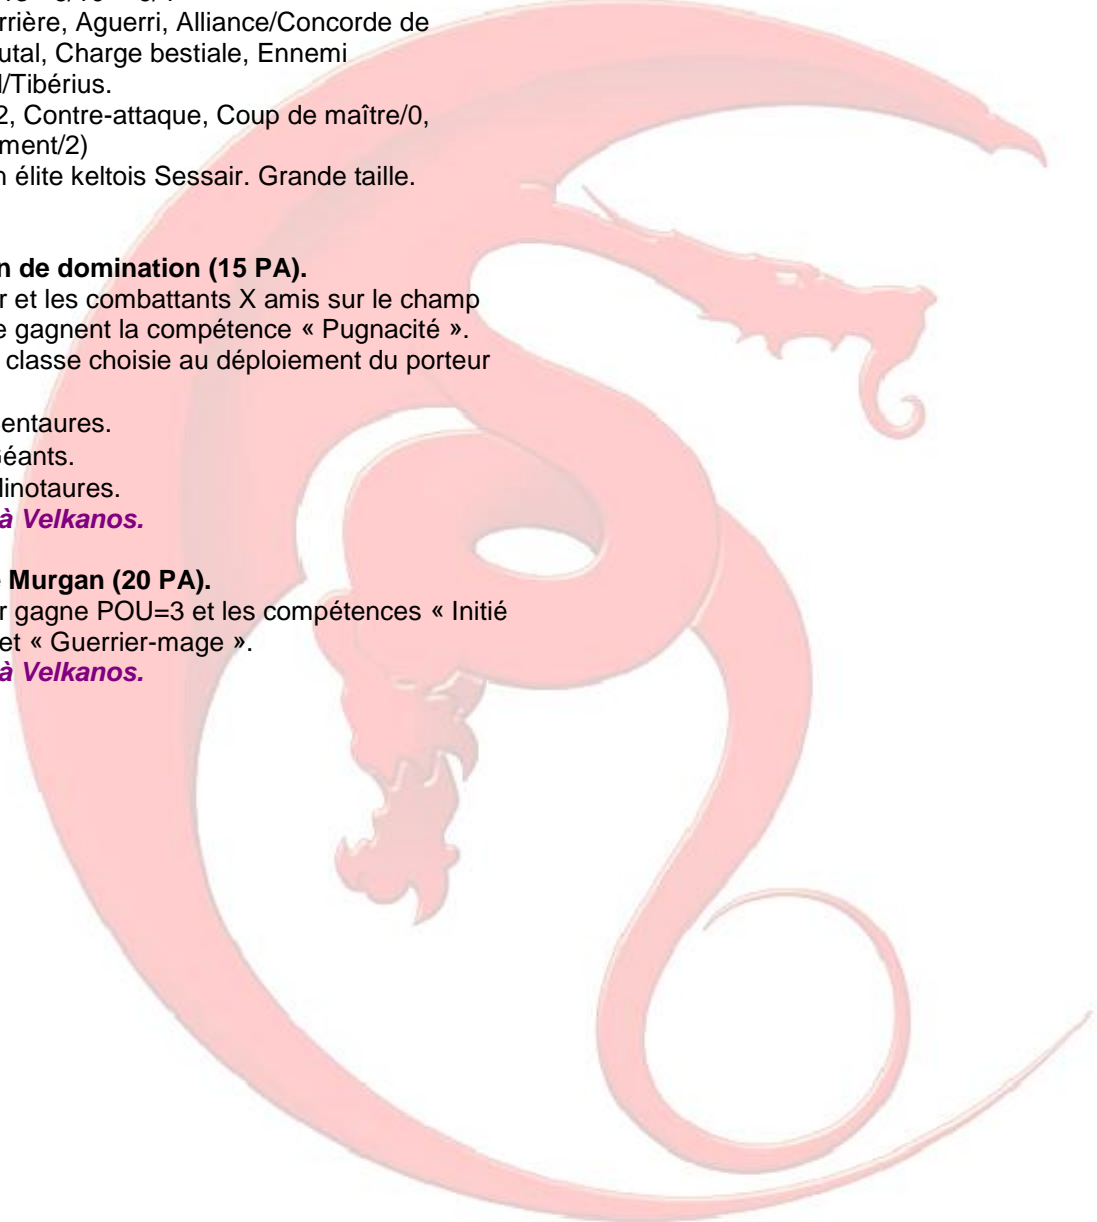 rrière, Aguerri, Alliance/Concorde de
utal, Charge bestiale, Ennemi
/Tibérius.
2, Contre-attaque, Coup de maître/0,
ment/2)
n élite keltois Sessair. Grande taille.
n de domination (15 PA).
r et les combattants X amis sur le champ
e gagnent la compétence « Pugnacité ».
classe choisie au déploiement du porteur
entaures.
éants.
linotaures.
à Velkanos.
e Murgan (20 PA).
r gagne POU=3 et les compétences « Initié
et « Guerrier-mage ».
à Velkanos.